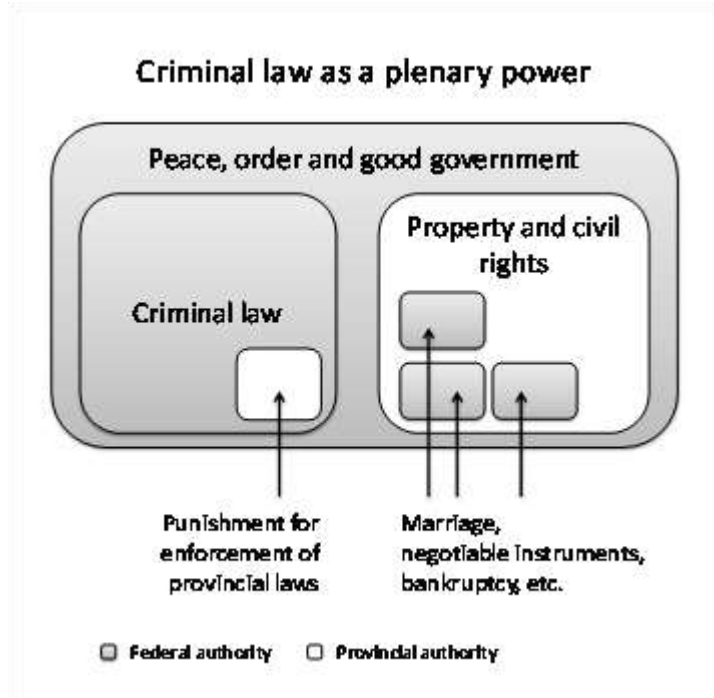 Criminal law as a plenary power
Peace, order and good government
Property and civil
rights
Criminal law
Punishment for
enforcement of
provincial laws
Marriage,
negotiable instruments,
bankruptcy, etc.
Federal authority
Provincial authority